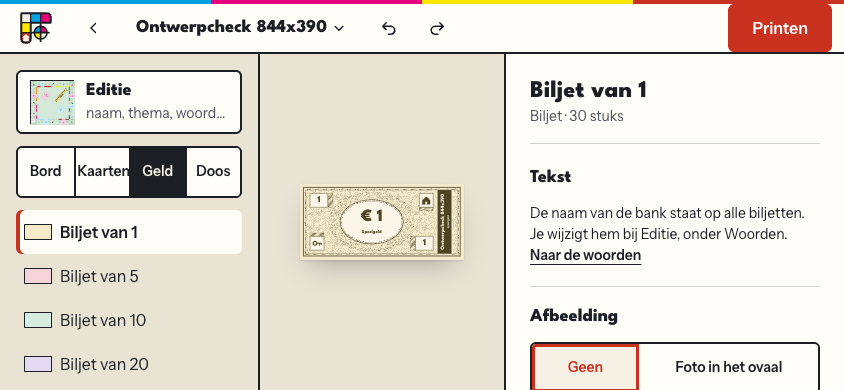 Ontwerpcheck 844x390
Printen
Editie
naam, thema, woord...
Bord
Kaarten
Geld
Doos
Biljet van 1
Biljet van 5
Biljet van 10
Biljet van 20
1
€ 1
Speelgeld
1
Ontwerpcheck 844x390
Biljet van 1
Biljet · 30 stuks
Tekst
De naam van de bank staat op alle biljetten.
Je wijzigt hem bij Editie, onder Woorden.
Naar de woorden
Afbeelding
Geen
Foto in het ovaal